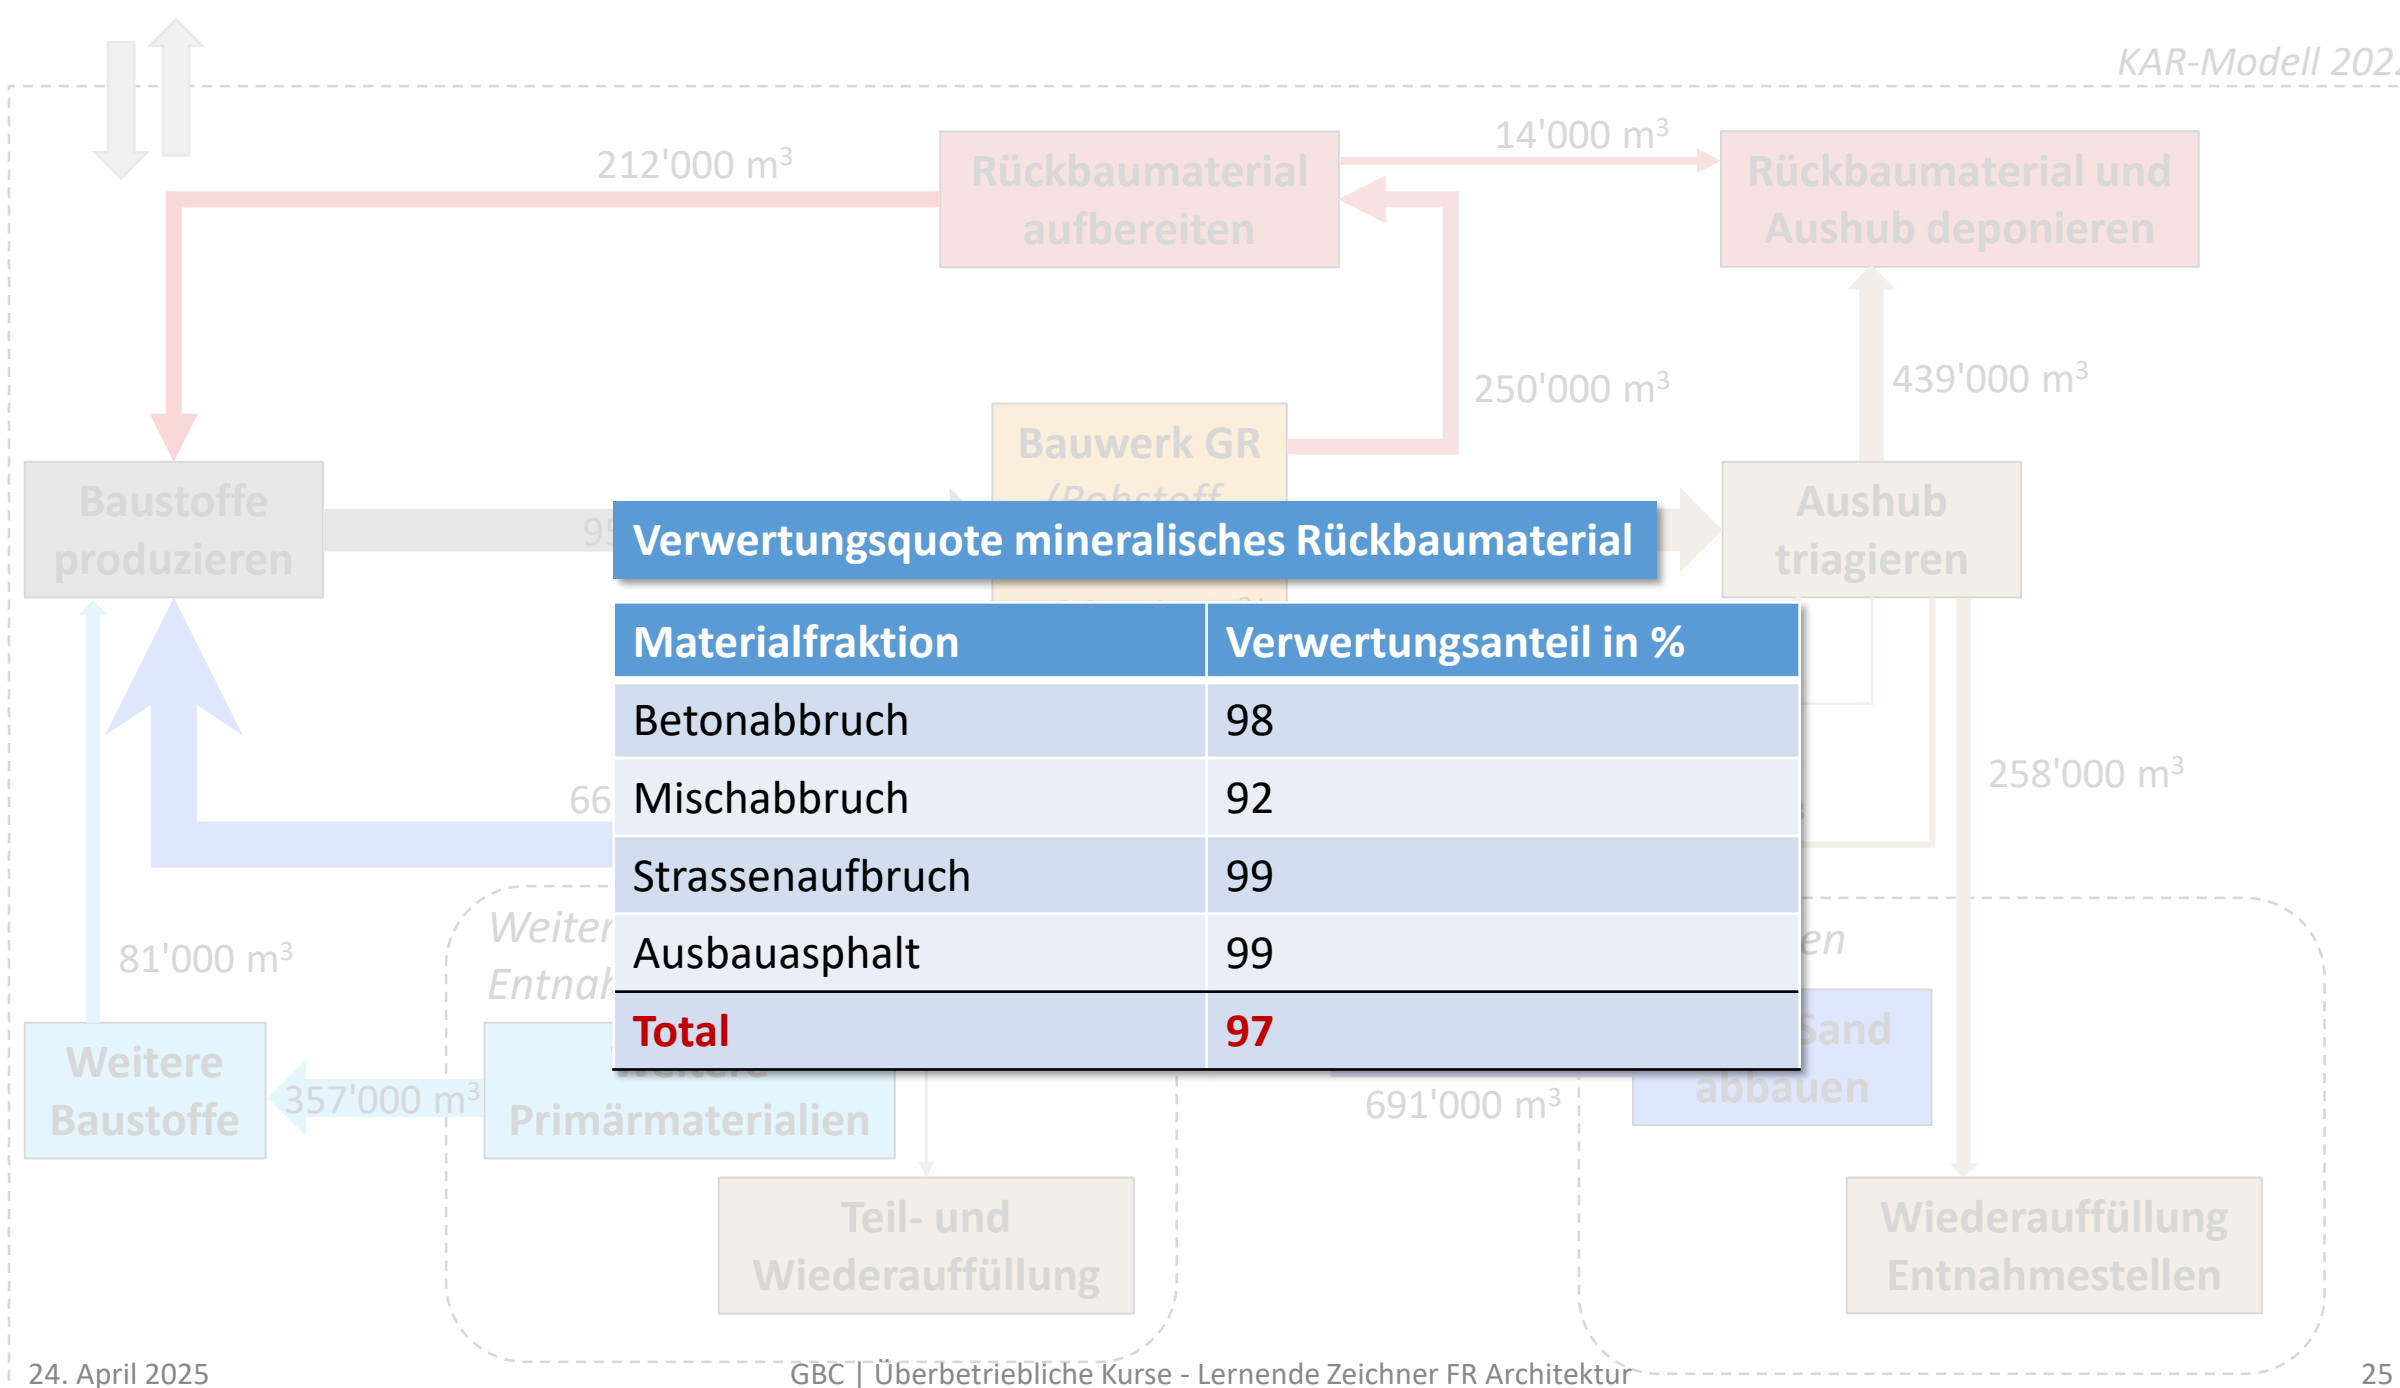 KAR-Modell 202
212'000 m³
14'000 m³
Rückbaumaterial
aufbereiten
Rückbaumaterial und
Aushub deponieren
250'000 m³
439'000 m³
Bauwerk GR
(Rohstoff
Baustoffe
produzieren
Aushub
triagieren
Verwertungsquote mineralisches Rückbaumaterial
Materialfraktion Verwertungsanteil in %
Betonabbruch 98
Mischabbruch 92
Strassenaufbruch 99
Ausbauasphalt 99
Total 97
258'000 m³
81'000 m³
Weitere
Baustoffe
357'000 m³
Weitere
Primärmaterialien
691'000 m³
Sand
abbauen
Teil- und
Wiederauffüllung
Wiederauffüllung
Entnahmestellen
24. April 2025
GBC | Überbetriebliche Kurse - Lernende Zeichner FR Architektur
25